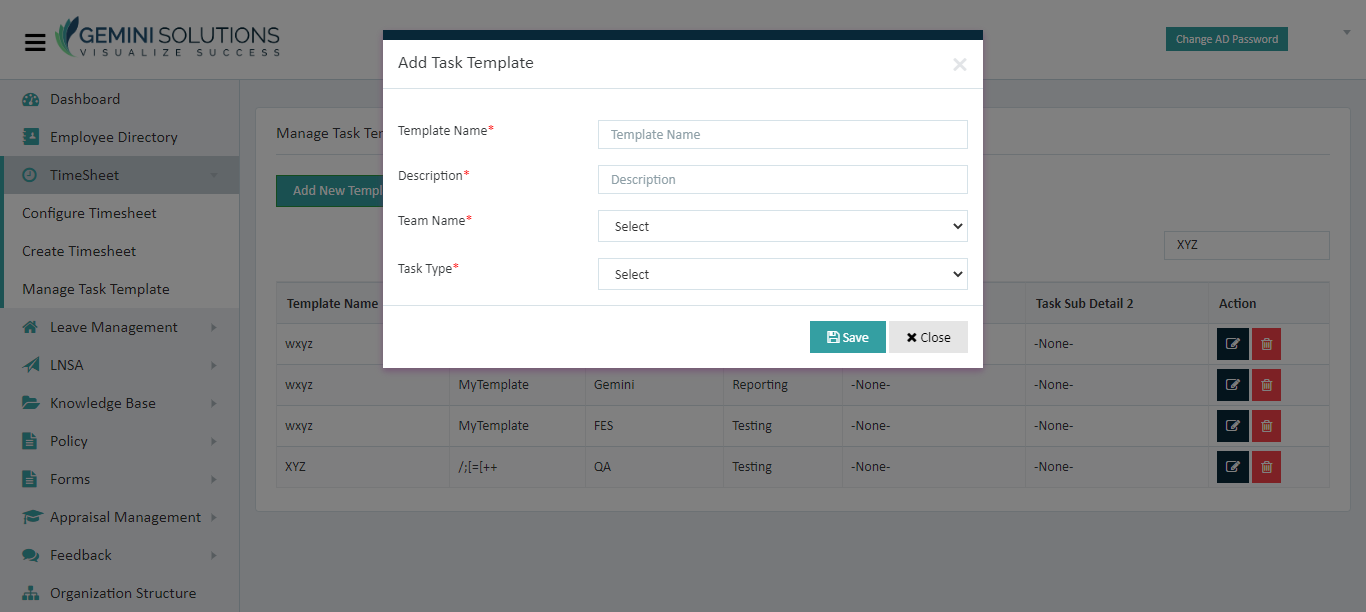 GEMINI SOLUTIONS
VISUALIZE SUCCESS
Change AD Password
Dashboard
Employee Directory
TimeSheet
Configure Timesheet
Create Timesheet
Manage Task Template
Leave Management
LNSA
Knowledge Base
Policy
Forms
Appraisal Management
Feedback
Organization Structure
Manage Task Ter
Add New Templ
XYZ
Add Task Template
Template Name*
Template Name
Description*
Description
Team Name*
Select
Task Type*
Select
Save
Close
Template Name Task Sub Detail 2 Action
wxyz -None-
wxyz MyTemplate Gemini Reporting -None- -None-
wxyz MyTemplate FES Testing -None- -None-
XYZ /;[=[++ QA Testing -None- -None-